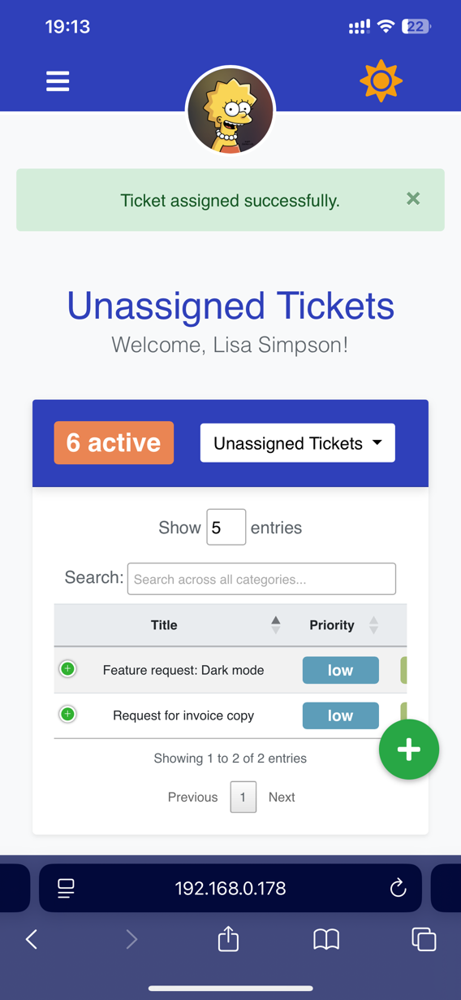 19:13
22
Ticket assigned successfully.
×
Unassigned Tickets
Welcome, Lisa Simpson!
6 active
Unassigned Tickets
Show 5 entries
Search: Search across all categories...
Title Priority
Feature request: Dark mode low
Request for invoice copy low
Showing 1 to 2 of 2 entries
Previous 1 Next
192.168.0.178